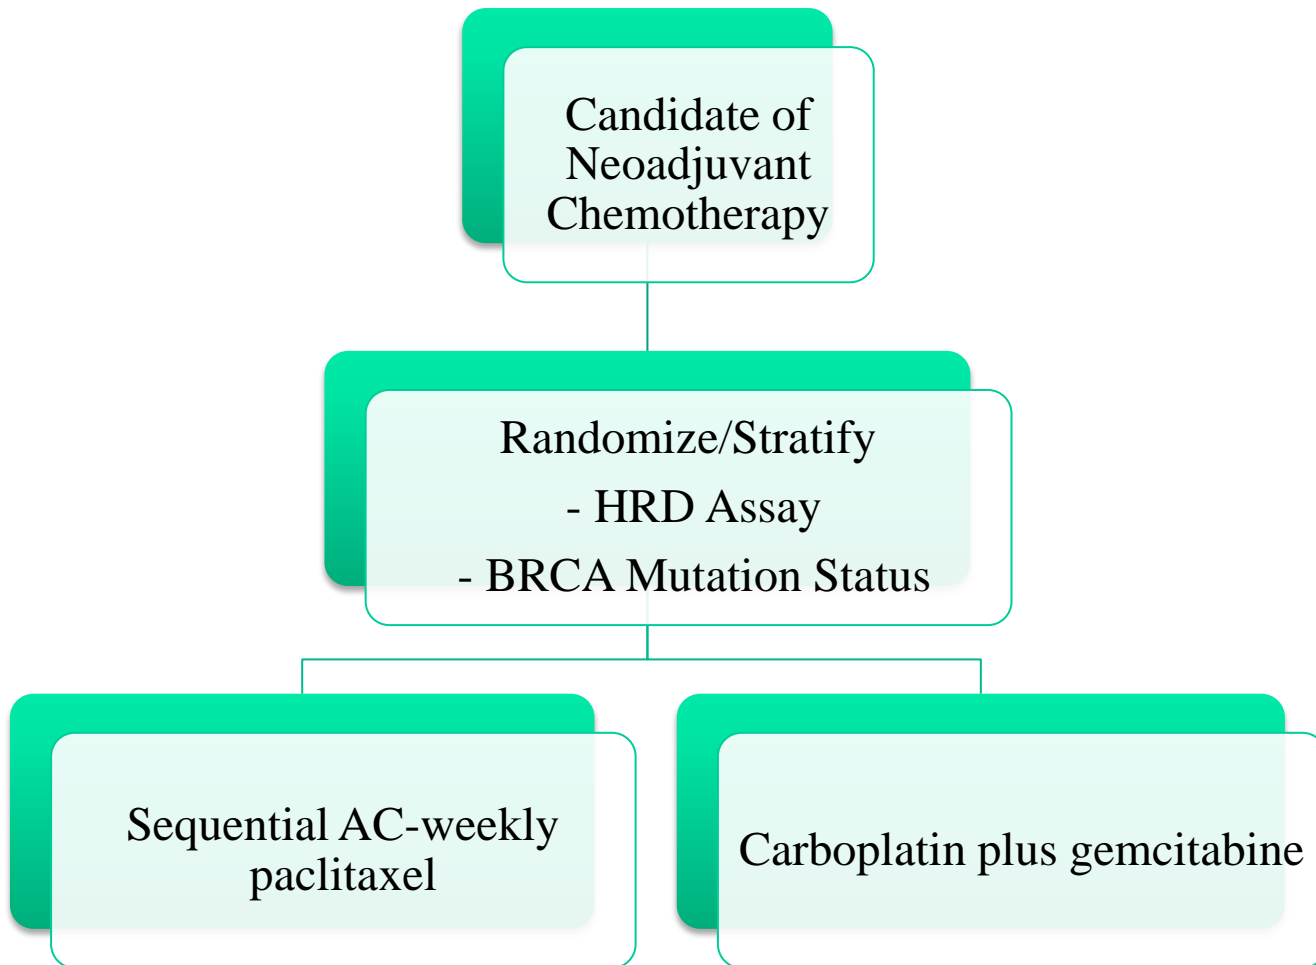 Candidate of
Neoadjuvant
Chemotherapy
Randomize/Stratify
- HRD Assay
- BRCA Mutation Status
Sequential AC-weekly
paclitaxel
Carboplatin plus gemcitabine